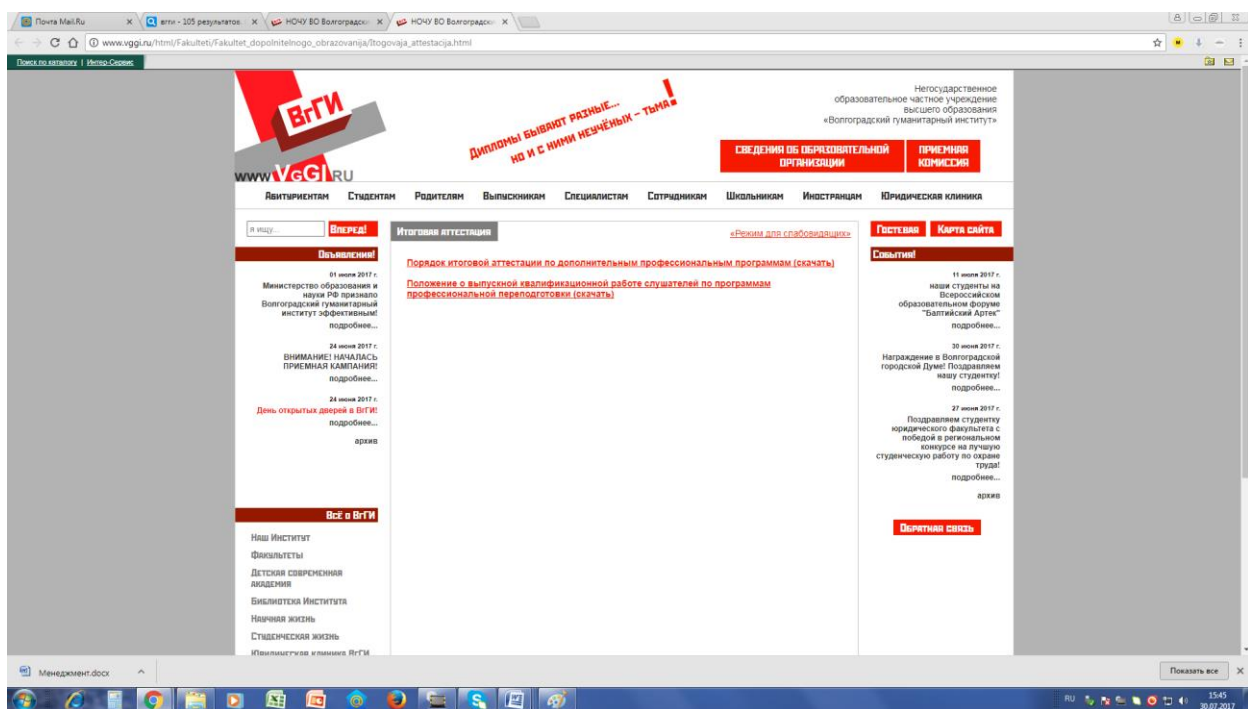 Почта Mail.Ru
вгги - 105 результатов
НОЧУ ВО Волгоградски
НОЧУ ВО Волгоградски
www.vggi.ru/html/Fakulteti/Fakultet_dopolnitelnogo_obrazovanija/Itogovaja_attestacija.html
Поиск по каталогу | Интер-Сервис
ВГГИ
WWW.VGGI.RU
Дипломы бывают разные...
но и с ними неучёных – тьма!
Негосударственное
образовательное частное учреждение
высшего образования
«Волгоградский гуманитарный институт»
Сведения об образовательной
организации
Приемная
комиссия
Абитуриентам Студентам Родителям Выпускникам Специалистам Сотрудникам Школьникам Иностранцам Юридическая клиника
я ищу...
Вперед!
Объявления!
01 июля 2017 г.
Министерство образования и
науки РФ признало
Волгоградский гуманитарный
институт эффективным!
подробнее...
24 июня 2017 г.
ВНИМАНИЕ! НАЧАЛАСЬ
ПРИЕМНАЯ КАМПАНИЯ!
подробнее...
24 июня 2017 г.
День открытых дверей в ВгГИ!
подробнее...
архив
Всё о ВгГИ
Наш Институт
Факультеты
Детская современная
академия
Библиотека Института
Научная жизнь
Студенческая жизнь
Юридическая клиника ВгГИ
Итоговая аттестация
«Режим для слабовидящих»
Порядок итоговой аттестации по дополнительным профессиональным программам (скачать)
Положение о выпускной квалификационной работе слушателей по программам
профессиональной переподготовки (скачать)
Гостевая
Карта сайта
События!
11 июля 2017 г.
наши студенты на
Всероссийском
образовательном форуме
"Балтийский Артек"
подробнее...
30 июня 2017 г.
Награждение в Волгоградской
городской Думе! Поздравляем
нашу студентку!
подробнее...
27 июня 2017 г.
Поздравляем студентку
юридического факультета с
победой в региональном
конкурсе на лучшую
студенческую работу по охране
труда!
подробнее...
архив
Обратная связь
Менеджмент.docx
Показать все
RU
15:45
30.07.2017